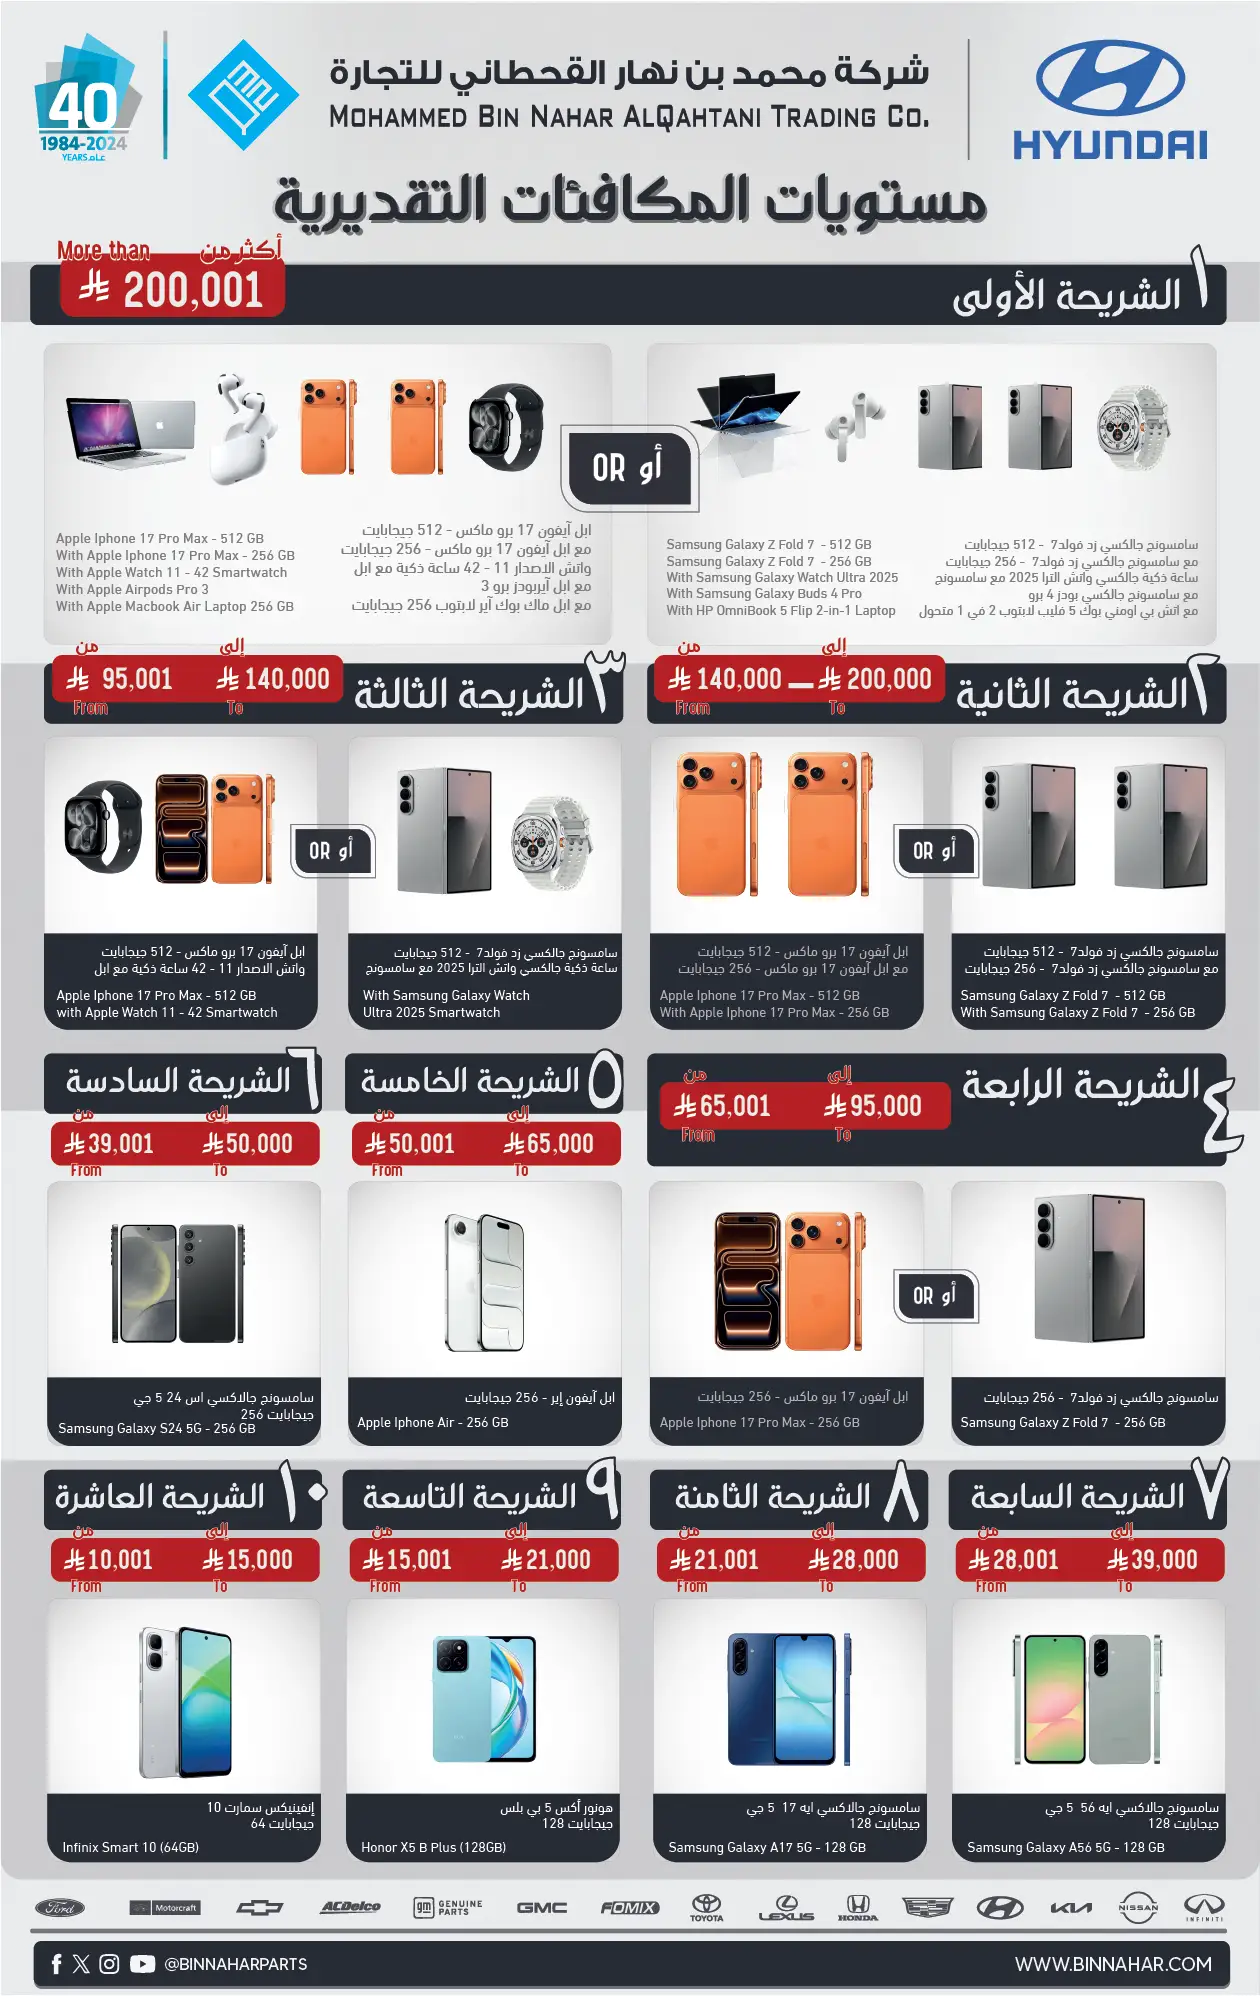 40
1984-2024
YEARS عـام
شركة محمد بن نهار القحطاني للتجارة
MOHAMMED BIN NAHAR ALQAHTANI TRADING CO.
HYUNDAI
مستويات المكافئات التقديرية
١ الشريحة الأولى
More than أكثر من
200,001
أو OR
Apple Iphone 17 Pro Max - 512 GB
With Apple Iphone 17 Pro Max - 256 GB
With Apple Watch 11 - 42 Smartwatch
With Apple Airpods Pro 3
With Apple Macbook Air Laptop 256 GB
ابل آيفون 17 برو ماكس - 512 جيجابايت
مع ابل آيفون 17 برو ماكس - 256 جيجابايت
واتش الاصدار 11 - 42 ساعة ذكية مع ابل
مع ابل آيربودز برو 3
مع ابل ماك بوك آير لابتوب 256 جيجابايت
Samsung Galaxy Z Fold 7 - 512 GB
Samsung Galaxy Z Fold 7 - 256 GB
With Samsung Galaxy Watch Ultra 2025
With Samsung Galaxy Buds 4 Pro
With HP OmniBook 5 Flip 2-in-1 Laptop
سامسونج جالكسي زد فولد7 - 512 جيجابايت
مع سامسونج جالكسي زد فولد7 - 256 جيجابايت
ساعة ذكية جالكسي واتش الترا 2025 مع سامسونج
مع سامسونج جالكسي بودز 4 برو
مع اتش بي اومني بوك 5 فليب لابتوب 2 في 1 متحول
٢ الشريحة الثانية
من إلى
140,000 – 200,000
From To
٣ الشريحة الثالثة
من إلى
95,001 140,000
From To
أو OR
سامسونج جالكسي زد فولد7 - 512 جيجابايت
مع سامسونج جالكسي زد فولد7 - 256 جيجابايت
Samsung Galaxy Z Fold 7 - 512 GB
With Samsung Galaxy Z Fold 7 - 256 GB
ابل آيفون 17 برو ماكس - 512 جيجابايت
مع ابل آيفون 17 برو ماكس - 256 جيجابايت
Apple Iphone 17 Pro Max - 512 GB
With Apple Iphone 17 Pro Max - 256 GB
أو OR
سامسونج جالكسي زد فولد7 - 512 جيجابايت
ساعة ذكية جالكسي واتش الترا 2025 مع سامسونج
With Samsung Galaxy Watch
Ultra 2025 Smartwatch
ابل آيفون 17 برو ماكس - 512 جيجابايت
واتش الاصدار 11 - 42 ساعة ذكية مع ابل
Apple Iphone 17 Pro Max - 512 GB
with Apple Watch 11 - 42 Smartwatch
٤ الشريحة الرابعة
من إلى
65,001 95,000
From To
٥ الشريحة الخامسة
من إلى
50,001 65,000
From To
٦ الشريحة السادسة
من إلى
39,001 50,000
From To
أو OR
سامسونج جالكسي زد فولد7 - 256 جيجابايت
Samsung Galaxy Z Fold 7 - 256 GB
ابل آيفون 17 برو ماكس - 256 جيجابايت
Apple Iphone 17 Pro Max - 256 GB
ابل آيفون إير - 256 جيجابايت
Apple Iphone Air - 256 GB
سامسونج جالاكسي اس 24 5 جي
256 جيجابايت
Samsung Galaxy S24 5G - 256 GB
٧ الشريحة السابعة
من إلى
28,001 39,000
From To
٨ الشريحة الثامنة
من إلى
21,001 28,000
From To
٩ الشريحة التاسعة
من إلى
15,001 21,000
From To
١٠ الشريحة العاشرة
من إلى
10,001 15,000
From To
سامسونج جالاكسي ايه 56 5 جي
128 جيجابايت
Samsung Galaxy A56 5G - 128 GB
سامسونج جالاكسي ايه 17 5 جي
128 جيجابايت
Samsung Galaxy A17 5G - 128 GB
هونور أكس 5 بي بلس
128 جيجابايت
Honor X5 B Plus (128GB)
إنفينيكس سمارت 10
64 جيجابايت
Infinix Smart 10 (64GB)
Ford Motorcraft ACDelco gm GENUINE PARTS GMC FOMIX TOYOTA LEXUS HONDA KIA NISSAN INFINITI
@BINNAHARPARTS
WWW.BINNAHAR.COM